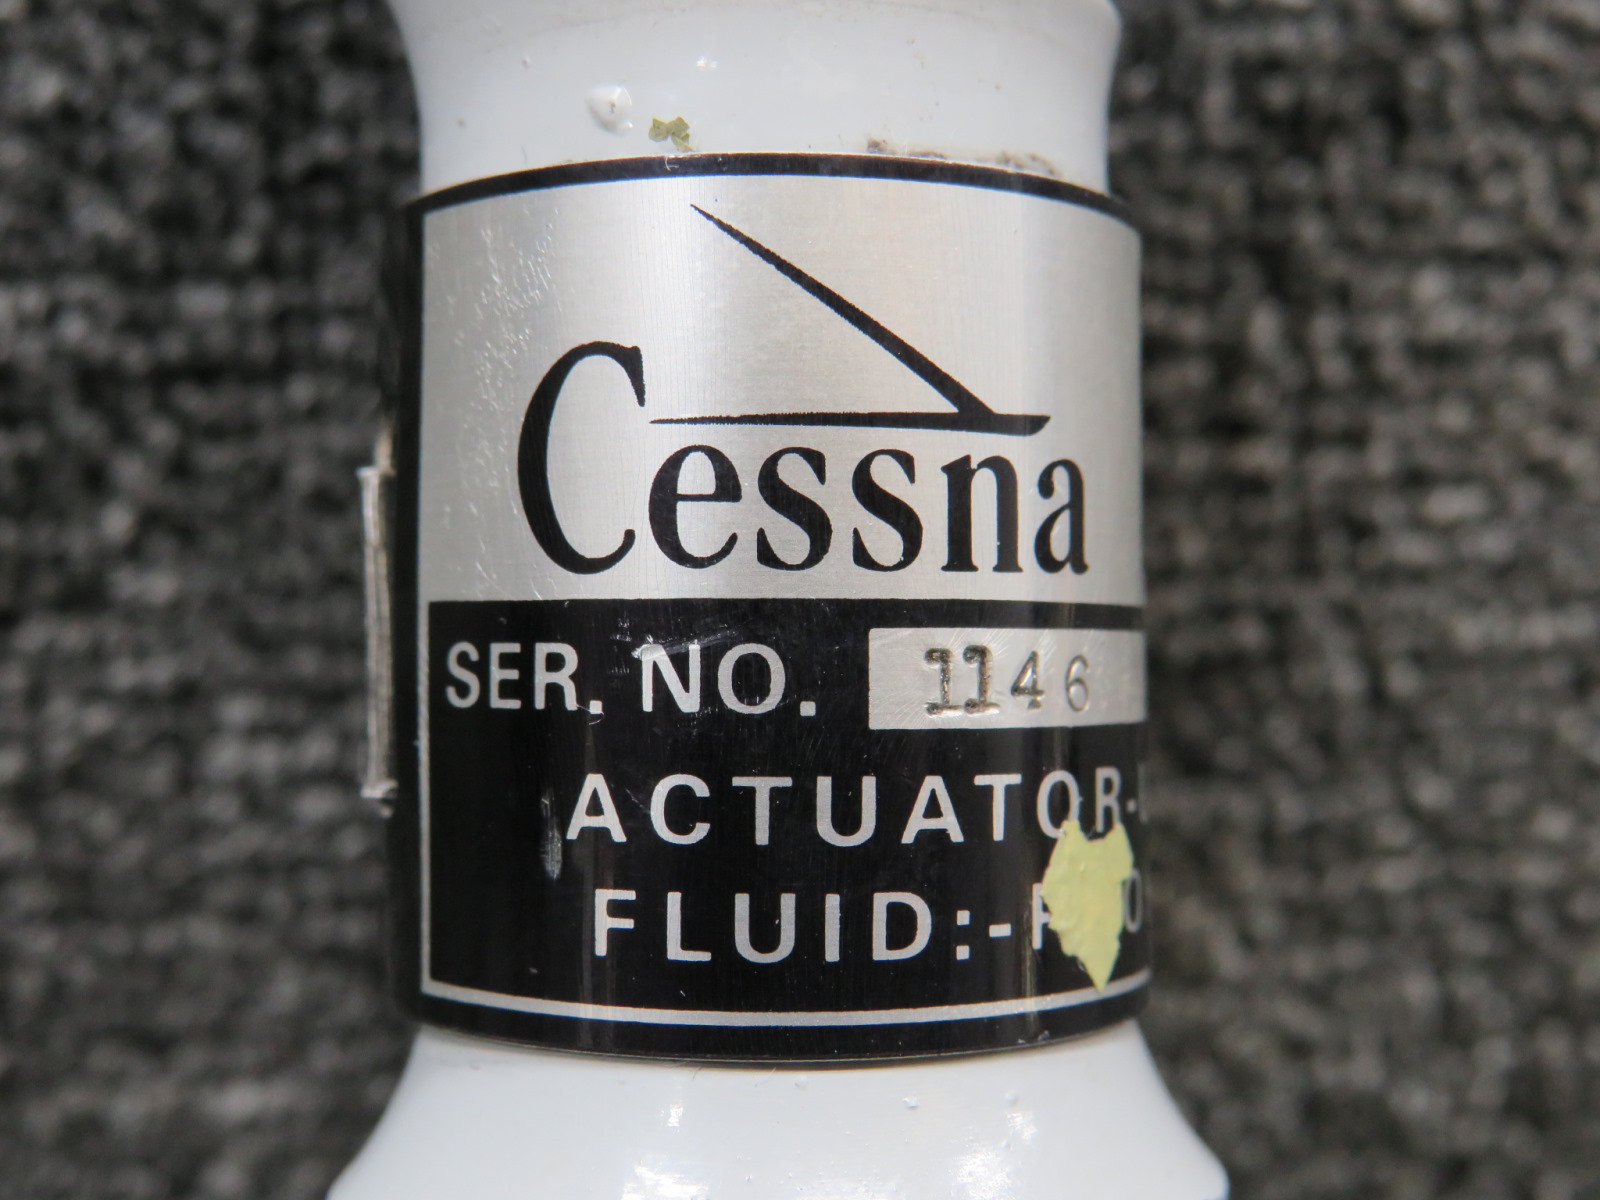 Cessna
SER. NO. 1146
ACTUATOR-
FLUID:-